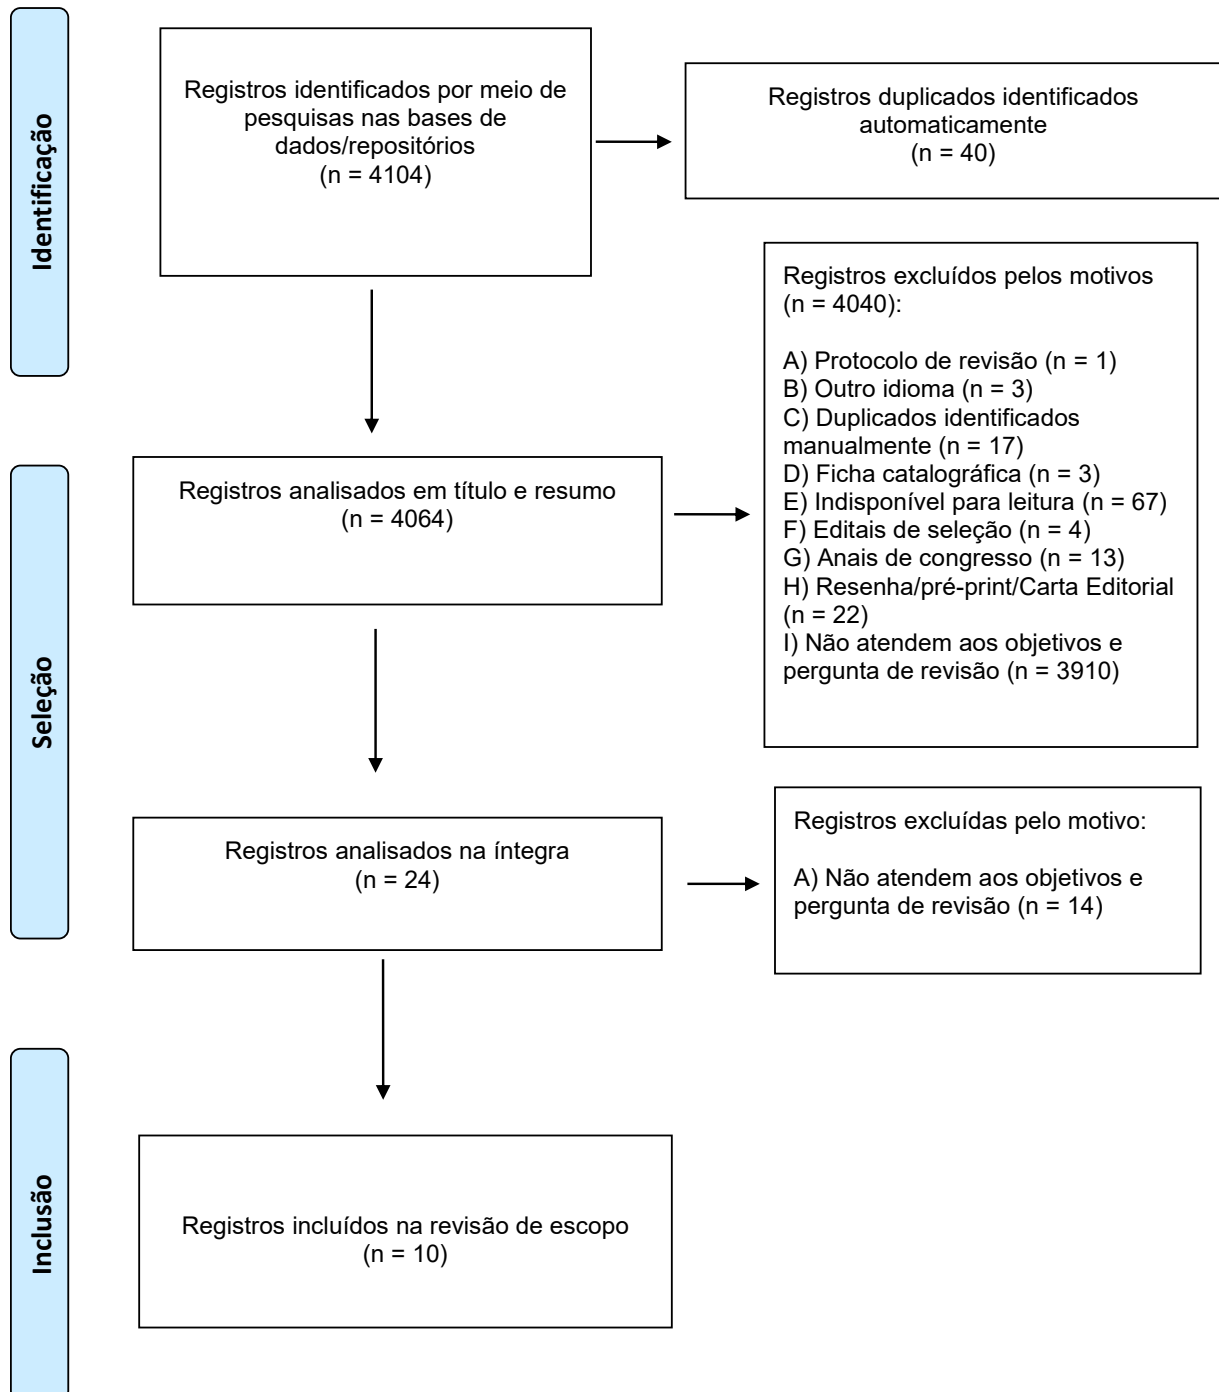 Identificação
Registros identificados por meio de
pesquisas nas bases de
dados/repositórios
(n = 4104)
Registros duplicados identificados
automaticamente
(n = 40)
Registros excluídos pelos motivos
(n = 4040):
A) Protocolo de revisão (n = 1)
B) Outro idioma (n = 3)
C) Duplicados identificados
manualmente (n = 17)
D) Ficha catalográfica (n = 3)
E) Indisponível para leitura (n = 67)
F) Editais de seleção (n = 4)
G) Anais de congresso (n = 13)
H) Resenha/pré-print/Carta Editorial
(n = 22)
I) Não atendem aos objetivos e
pergunta de revisão (n = 3910)
Seleção
Registros analisados em título e resumo
(n = 4064)
Registros analisados na íntegra
(n = 24)
Registros excluídas pelo motivo:
A) Não atendem aos objetivos e
pergunta de revisão (n = 14)
Inclusão
Registros incluídos na revisão de escopo
(n = 10)